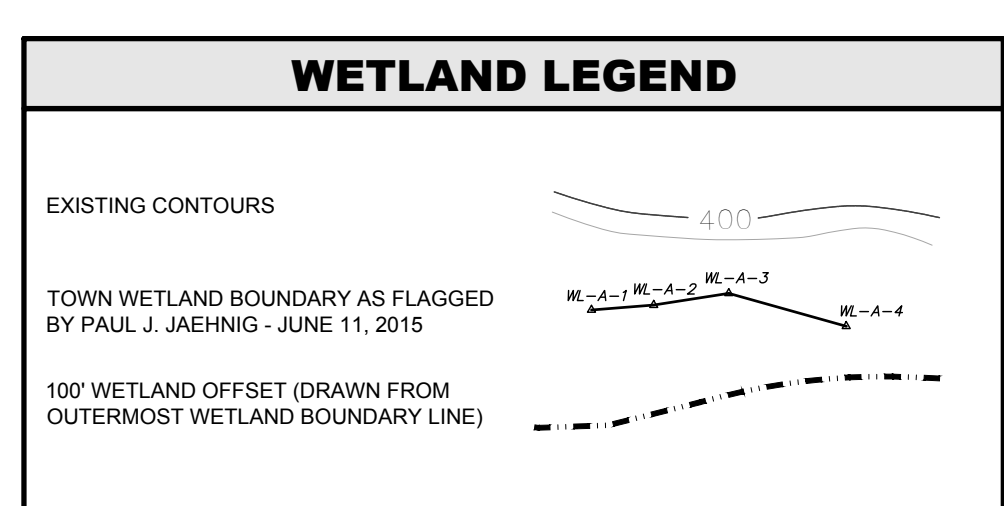 WETLAND LEGEND
EXISTING CONTOURS
400
TOWN WETLAND BOUNDARY AS FLAGGED
BY PAUL J. JAEHNIG - JUNE 11, 2015
WL-A-1 WL-A-2 WL-A-3 WL-A-4
100' WETLAND OFFSET (DRAWN FROM
OUTERMOST WETLAND BOUNDARY LINE)